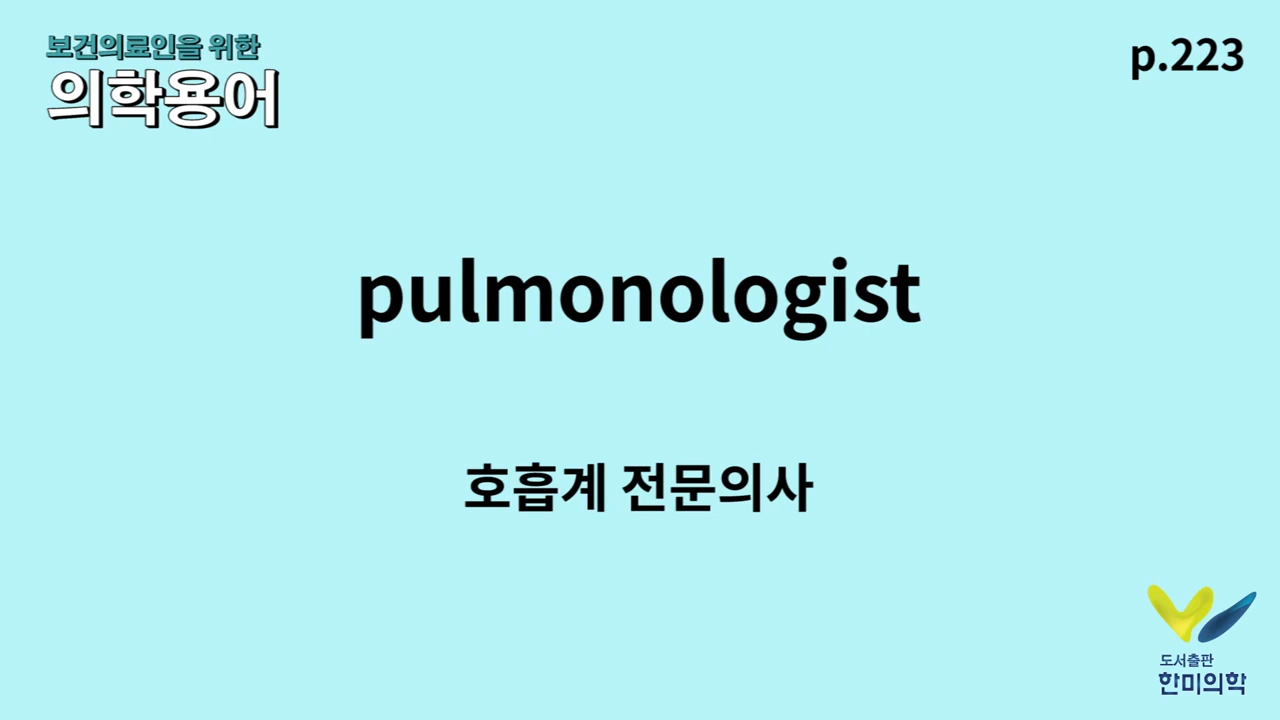 보건의료인을 위한
의학용어
p.223
pulmonologist
호흡계 전문의사
도서출판
한미의학